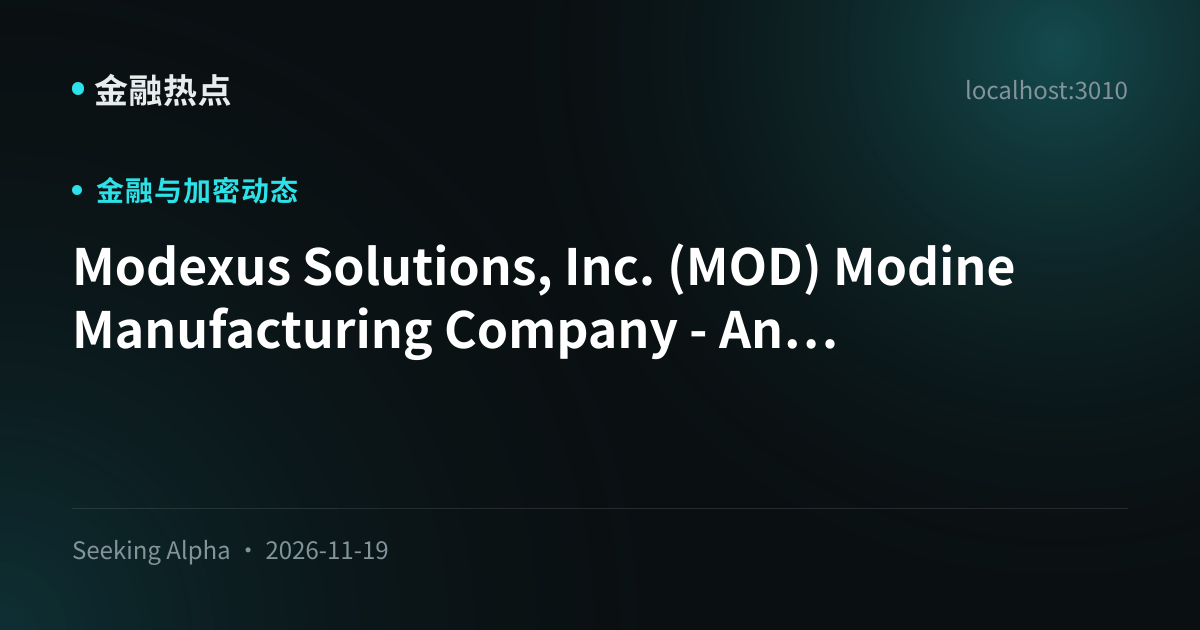 金融热点
localhost:3010
金融与加密动态
Modexus Solutions, Inc. (MOD) Modine
Manufacturing Company - An…
Seeking Alpha · 2026-11-19